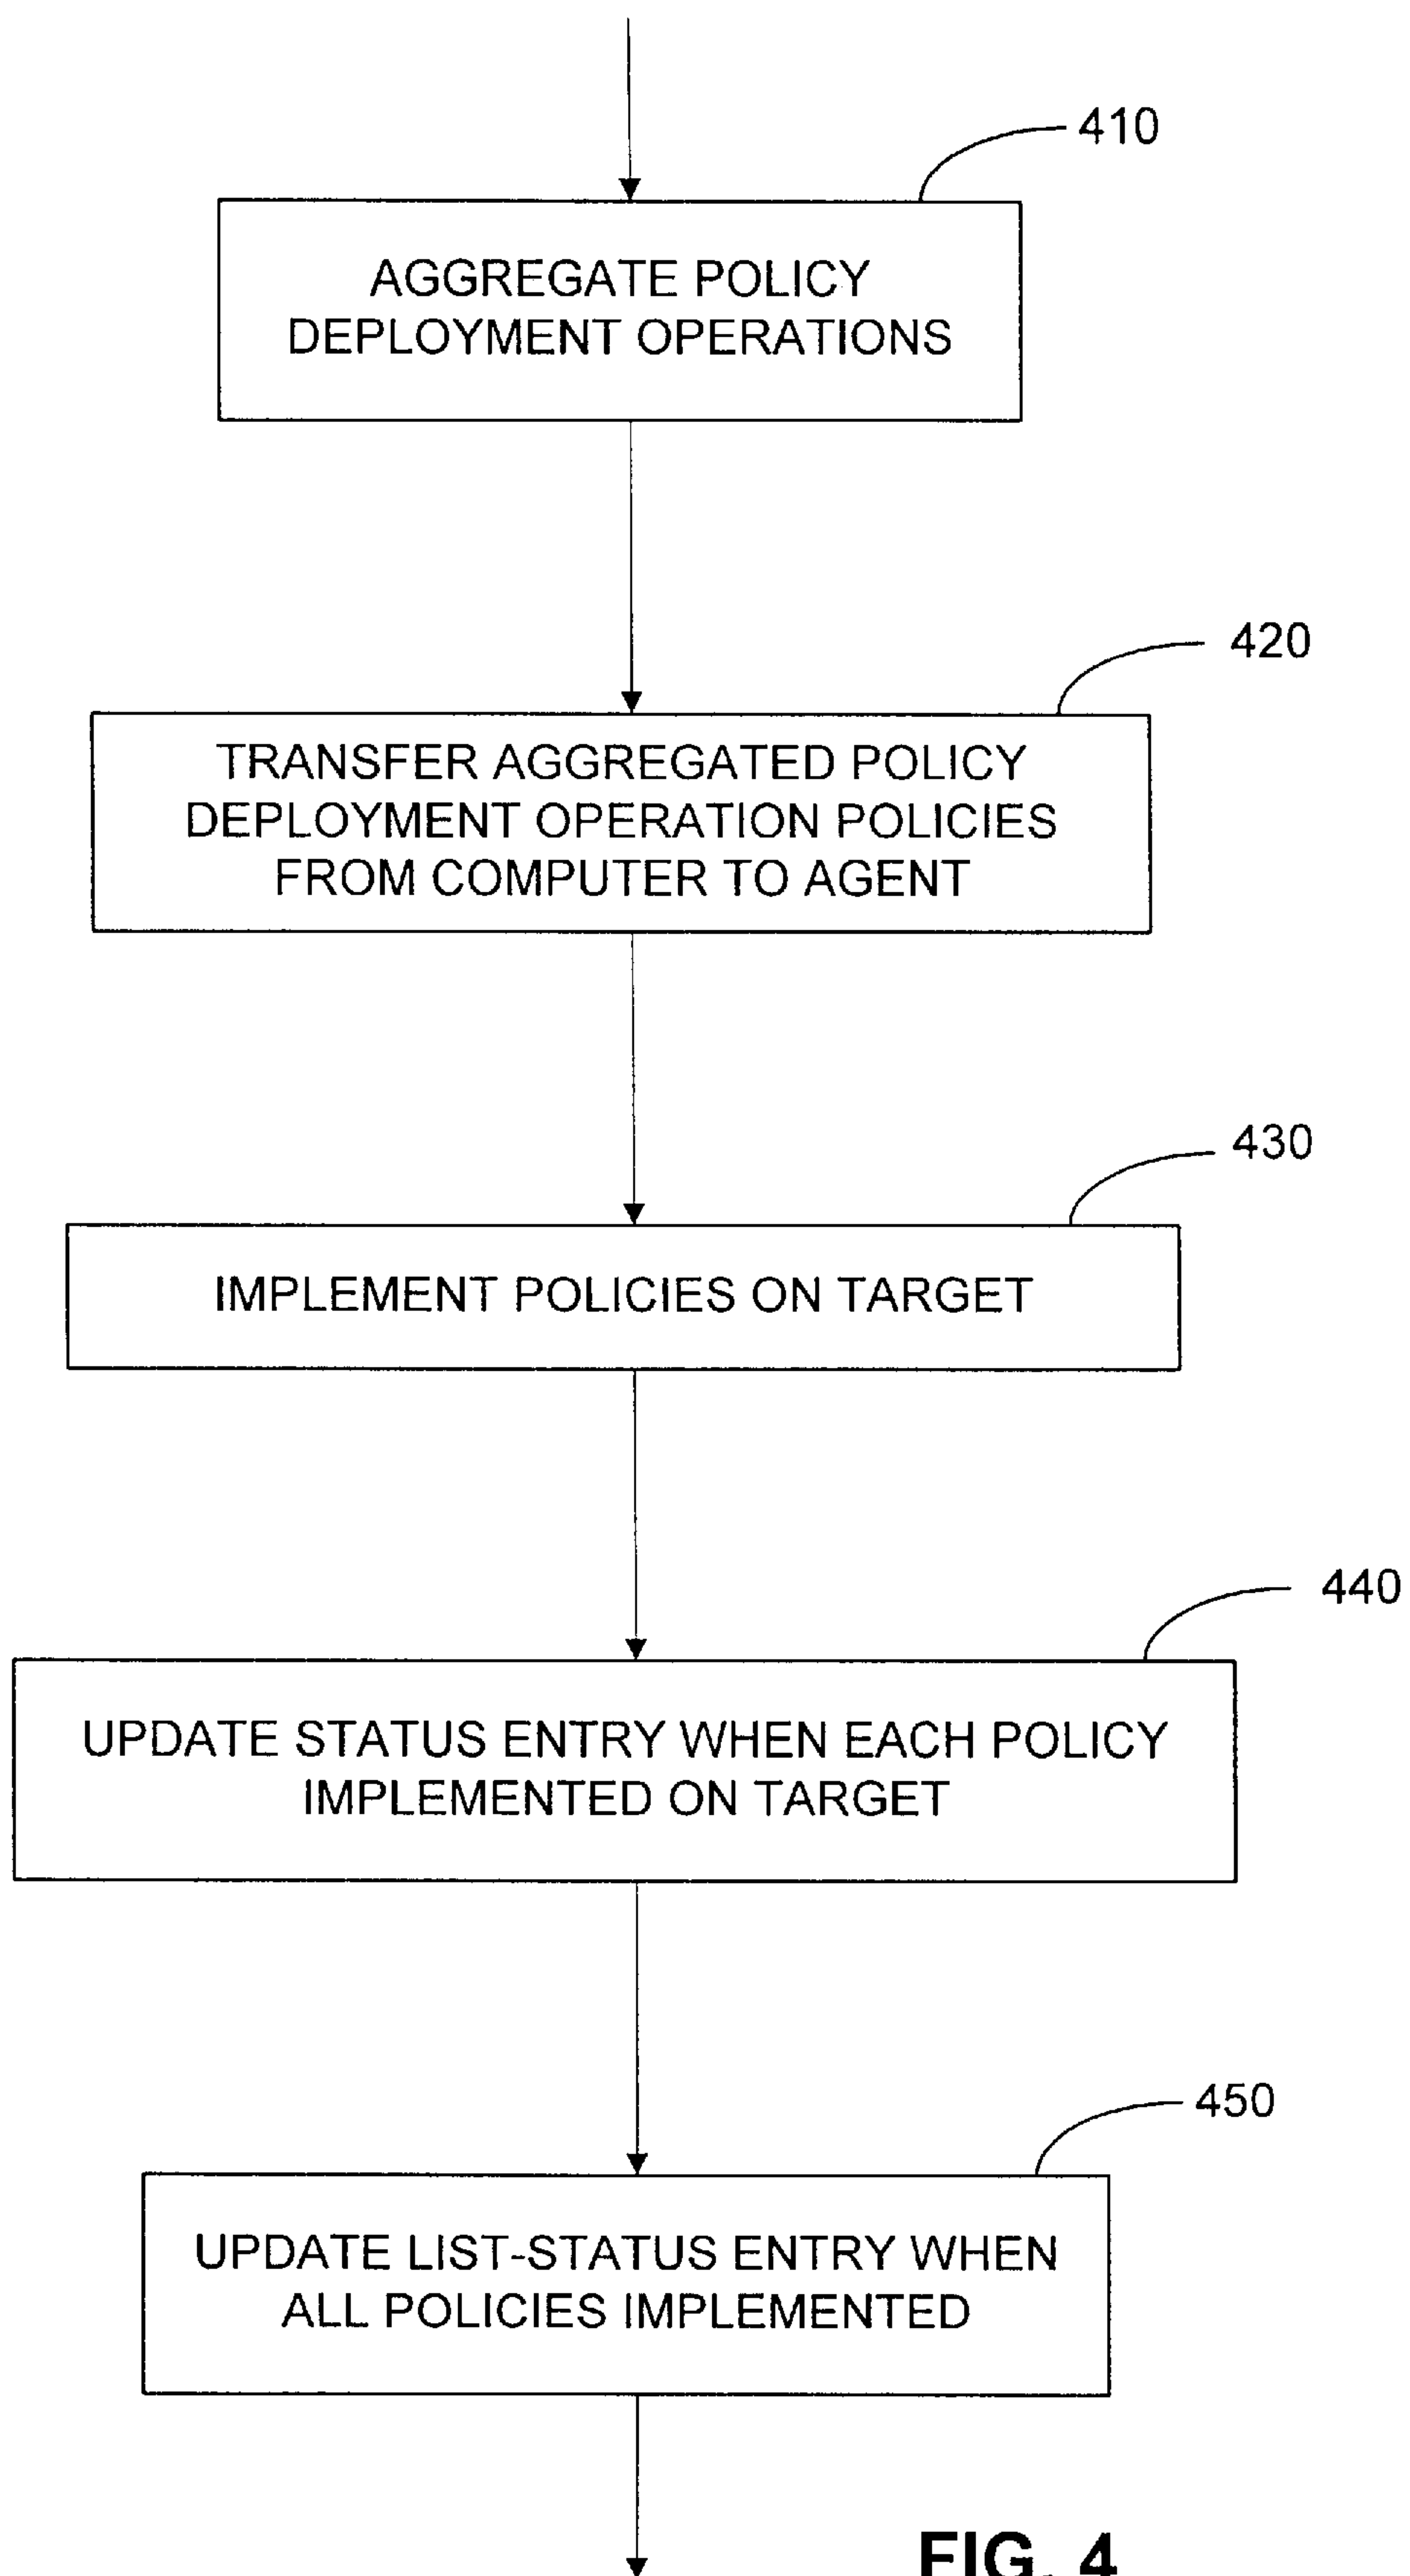 410
AGGREGATE POLICY
DEPLOYMENT OPERATIONS
420
TRANSFER AGGREGATED POLICY
DEPLOYMENT OPERATION POLICIES
FROM COMPUTER TO AGENT
430
IMPLEMENT POLICIES ON TARGET
440
UPDATE STATUS ENTRY WHEN EACH POLICY
IMPLEMENTED ON TARGET
450
UPDATE LIST-STATUS ENTRY WHEN
ALL POLICIES IMPLEMENTED
FIG. 4